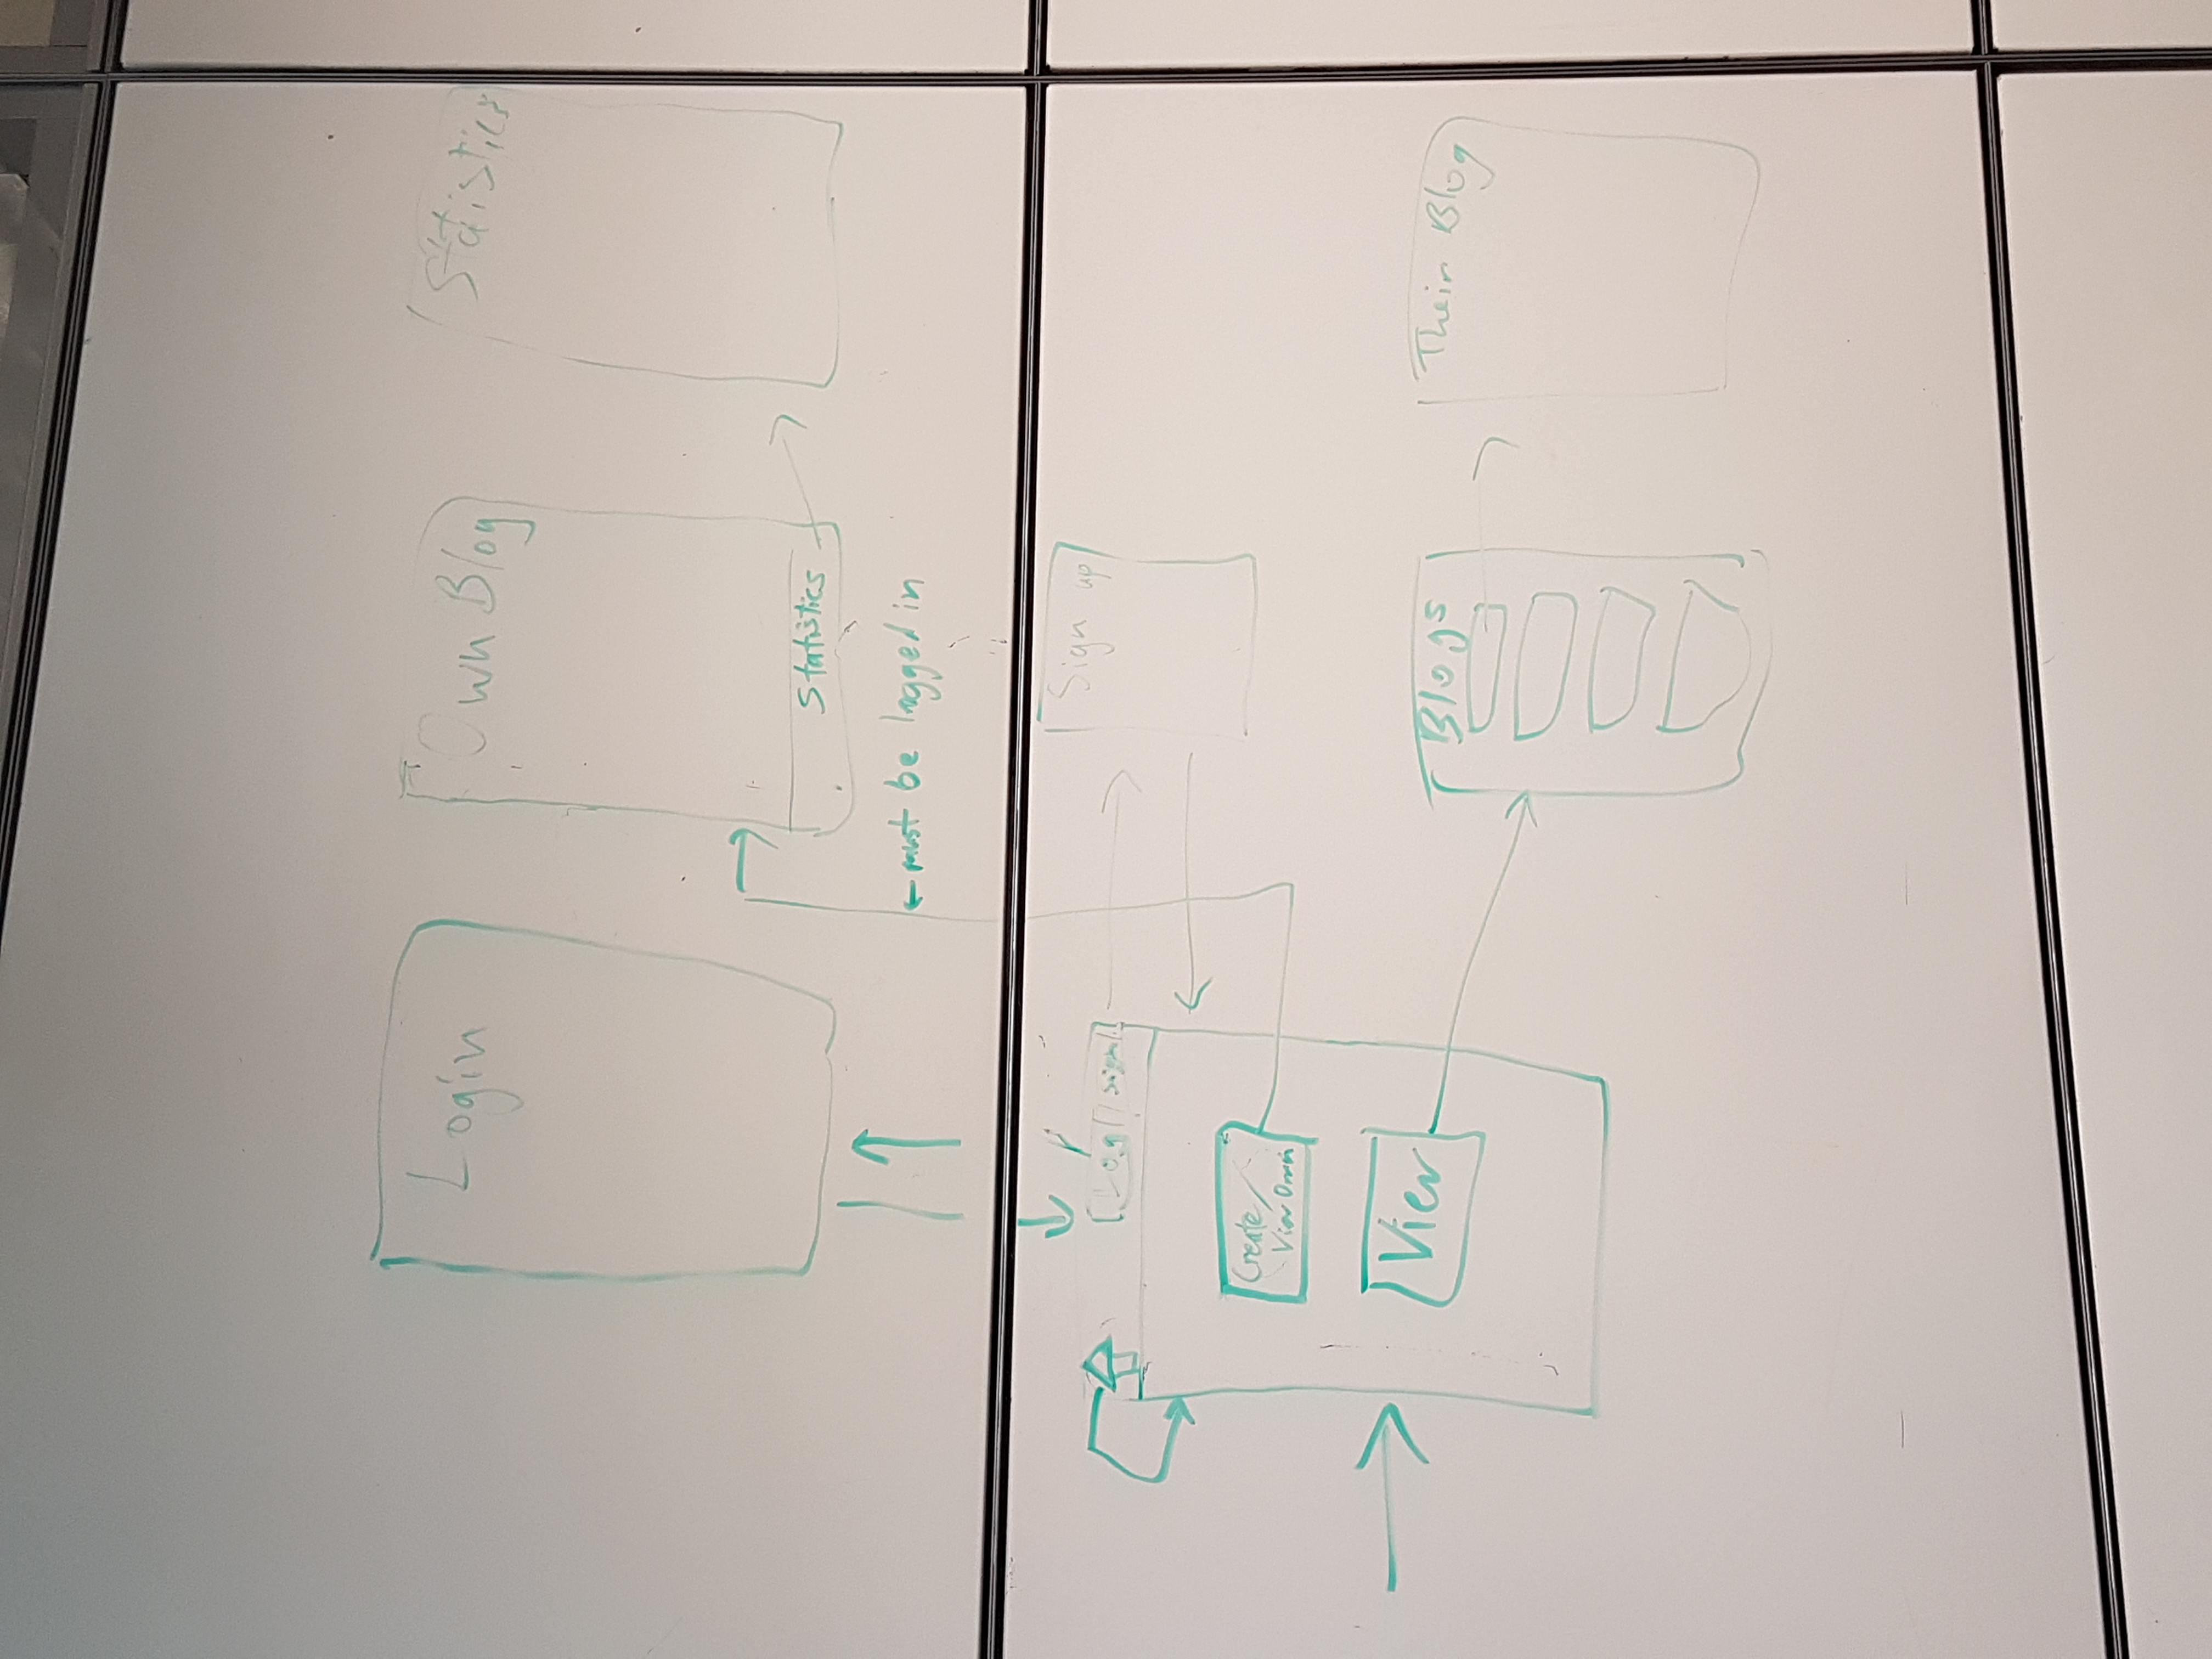 Login
Own Blog
Statistics
Statistics
← must be logged in
Sign up
Log
Create/
View Own
View
Blogs
Their Blog